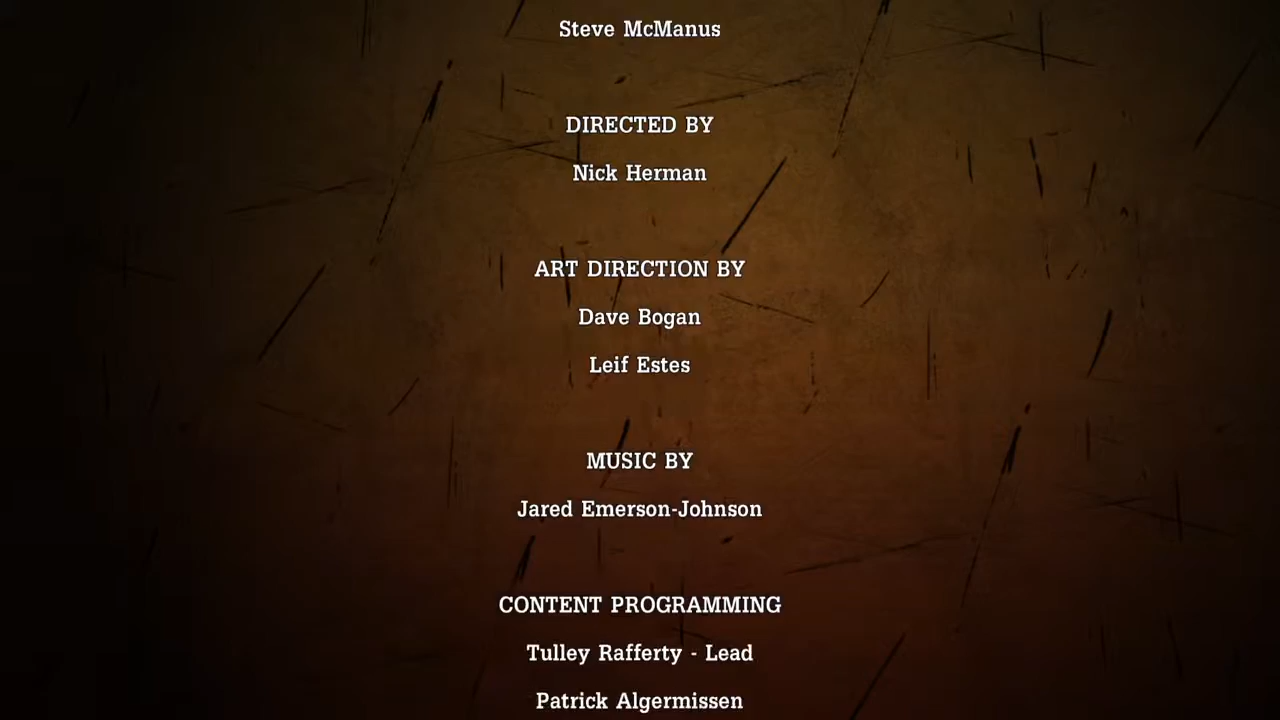 Steve McManus
DIRECTED BY
Nick Herman
ART DIRECTION BY
Dave Bogan
Leif Estes
MUSIC BY
Jared Emerson-Johnson
CONTENT PROGRAMMING
Tulley Rafferty - Lead
Patrick Algermissen